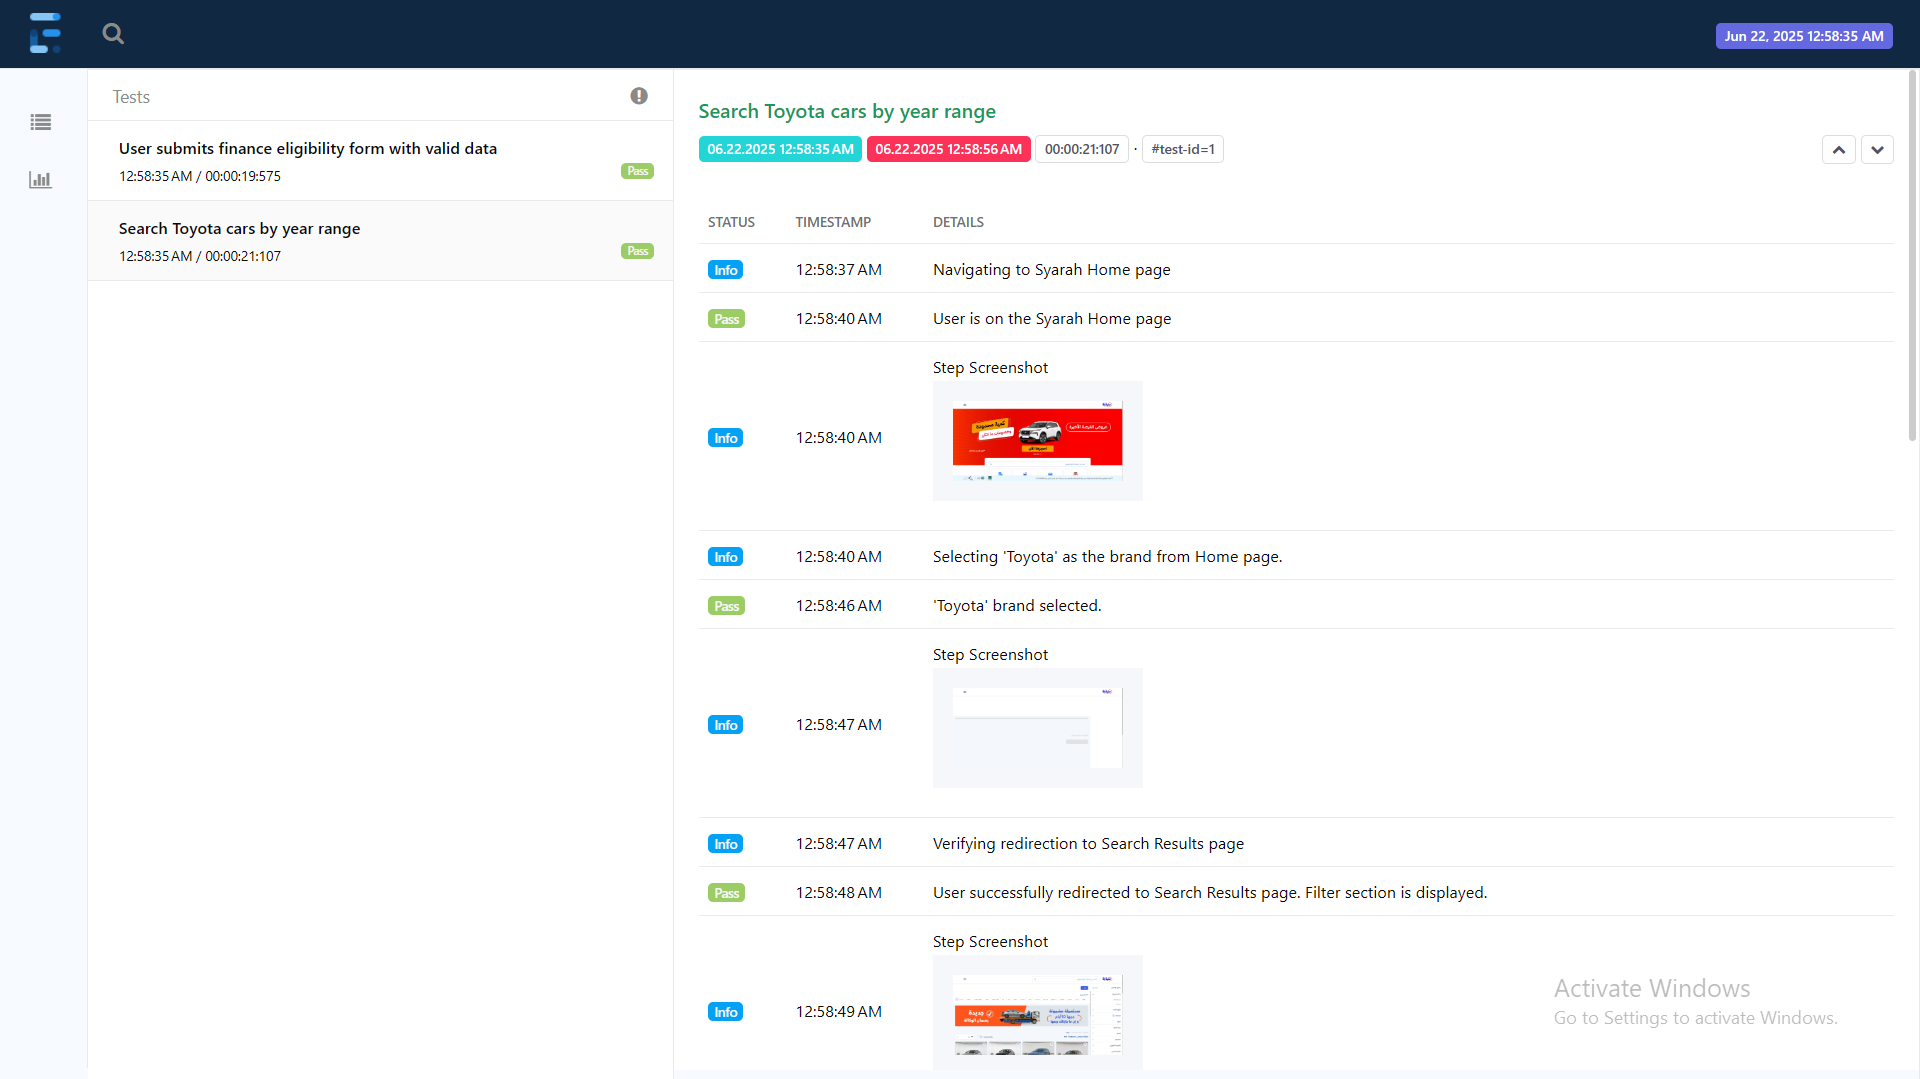 Jun 22, 2025 12:58:35 AM
Tests
User submits finance eligibility form with valid data
12:58:35 AM / 00:00:19:575
Pass
Search Toyota cars by year range
12:58:35 AM / 00:00:21:107
Pass
Search Toyota cars by year range
06.22.2025 12:58:35 AM 06.22.2025 12:58:56 AM 00:00:21:107 · #test-id=1
STATUS TIMESTAMP DETAILS
Info 12:58:37 AM Navigating to Syarah Home page
Pass 12:58:40 AM User is on the Syarah Home page
Step Screenshot
Info 12:58:40 AM
Info 12:58:40 AM Selecting 'Toyota' as the brand from Home page.
Pass 12:58:46 AM 'Toyota' brand selected.
Step Screenshot
Info 12:58:47 AM
Info 12:58:47 AM Verifying redirection to Search Results page
Pass 12:58:48 AM User successfully redirected to Search Results page. Filter section is displayed.
Step Screenshot
Info 12:58:49 AM
Activate Windows
Go to Settings to activate Windows.